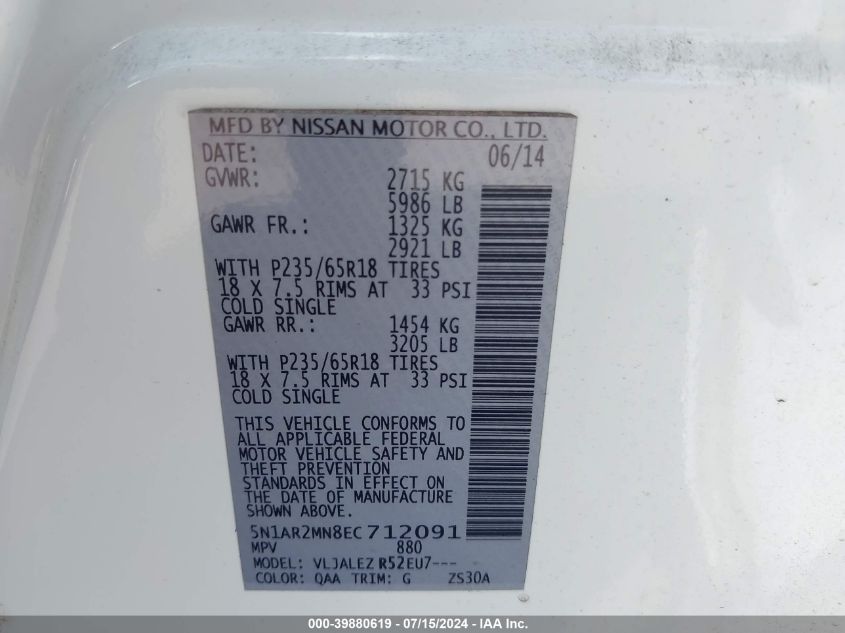 MFD BY NISSAN MOTOR CO., LTD.
DATE: 06/14
GVWR: 2715 KG
5986 LB
GAWR FR.: 1325 KG
2921 LB
WITH P235/65R18 TIRES
18 X 7.5 RIMS AT 33 PSI
COLD SINGLE
GAWR RR.: 1454 KG
3205 LB
WITH P235/65R18 TIRES
18 X 7.5 RIMS AT 33 PSI
COLD SINGLE
THIS VEHICLE CONFORMS TO
ALL APPLICABLE FEDERAL
MOTOR VEHICLE SAFETY AND
THEFT PREVENTION
STANDARDS IN EFFECT ON
THE DATE OF MANUFACTURE
SHOWN ABOVE.
5N1AR2MN8EC712091
MPV 880
MODEL: VLJALEZ R52EU7---
COLOR: QAA TRIM: G ZS30A
000-39880619 - 07/15/2024 - IAA Inc.